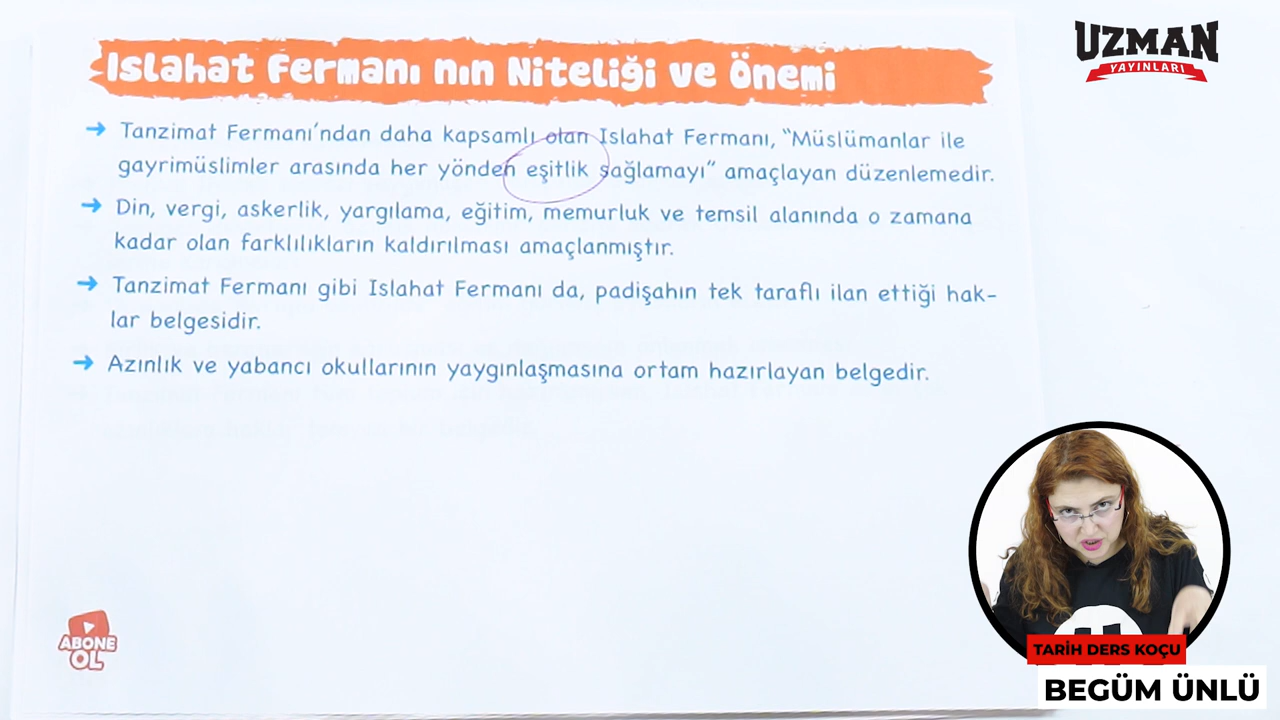 UZMAN
YAYINLARI
Islahat Fermanı nın Niteliği ve Önemi
Tanzimat Fermanı’ndan daha kapsamlı olan Islahat Fermanı, “Müslümanlar ile
gayrimüslimler arasında her yönden eşitlik sağlamayı” amaçlayan düzenlemedir.
Din, vergi, askerlik, yargılama, eğitim, memurluk ve temsil alanında o zamana
kadar olan farklılıkların kaldırılması amaçlanmıştır.
Tanzimat Fermanı gibi Islahat Fermanı da, padişahın tek taraflı ilan ettiği hak-
lar belgesidir.
Azınlık ve yabancı okullarının yaygınlaşmasına ortam hazırlayan belgedir.
ABONE
OL
TARİH DERS KOÇU
BEGÜM ÜNLÜ